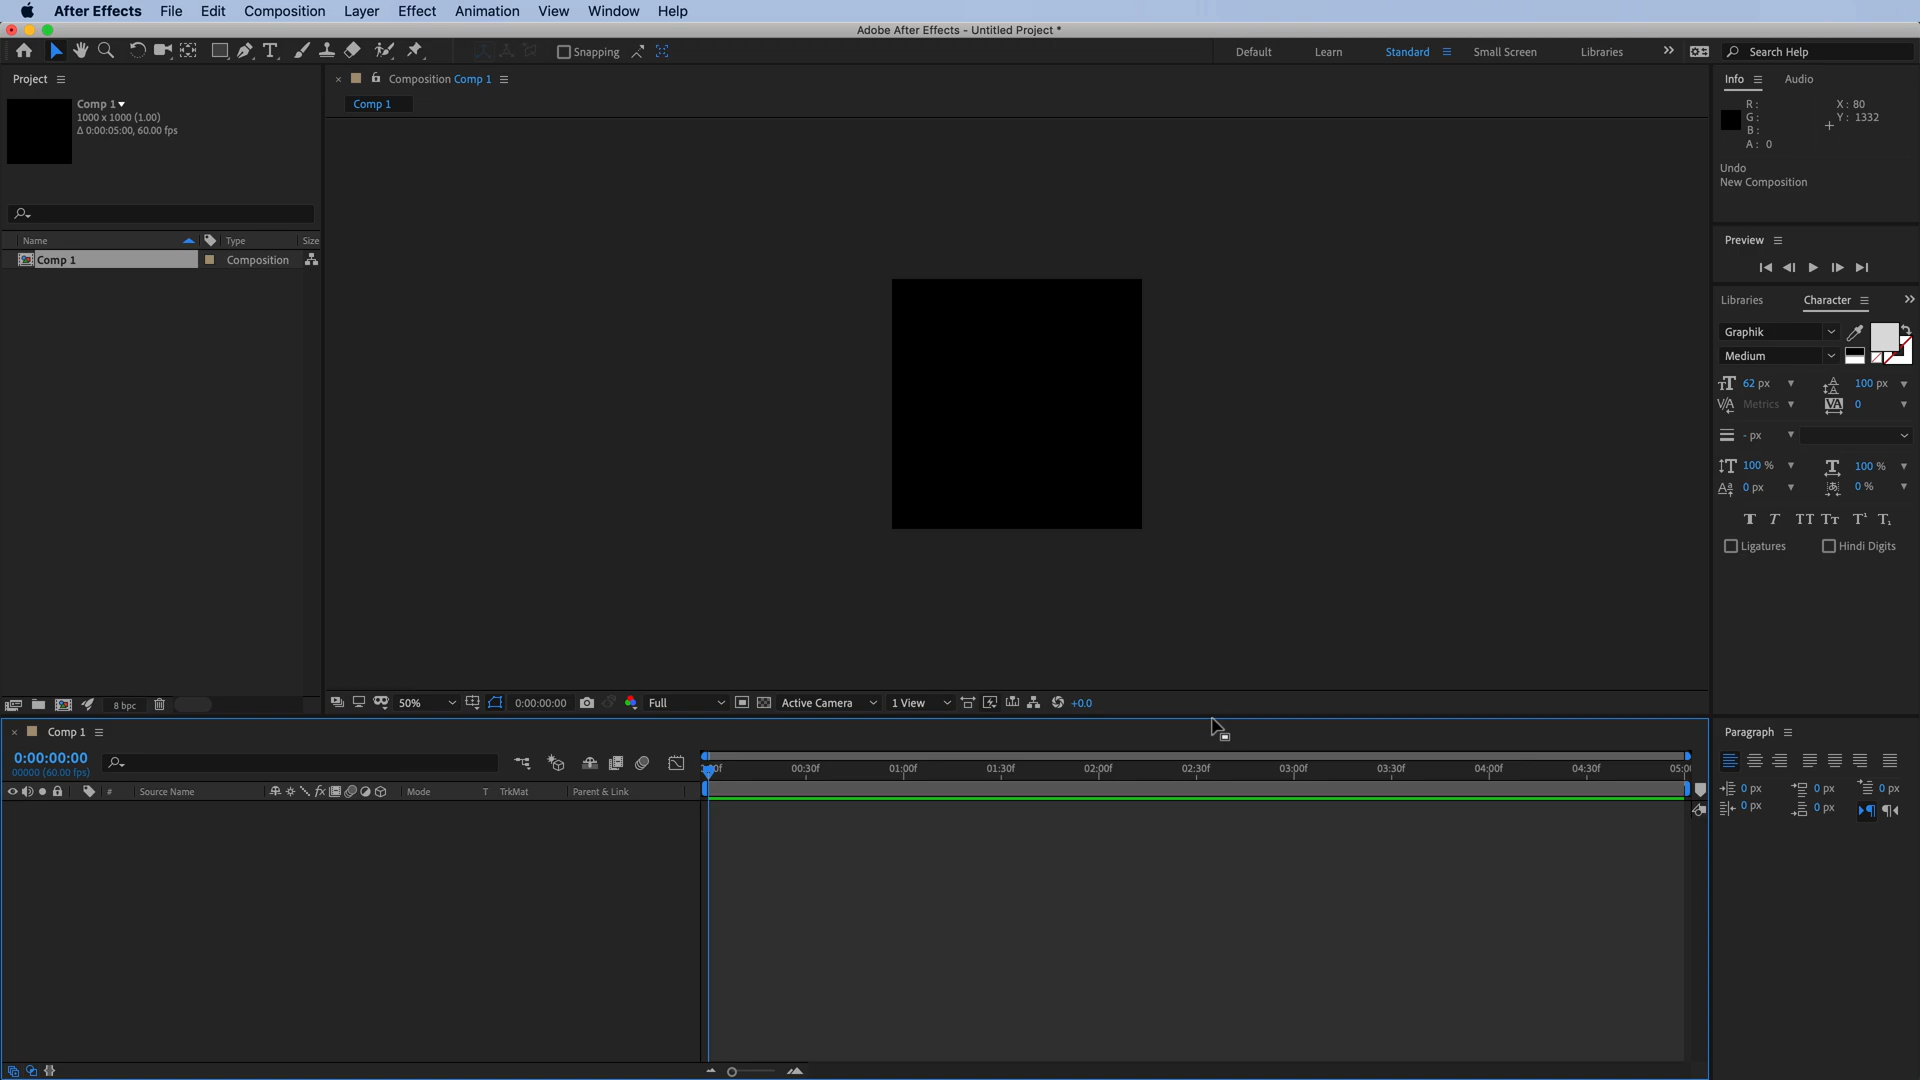 After Effects File Edit Composition Layer Effect Animation View Window Help
Adobe After Effects - Untitled Project *
Snapping Default Learn Standard Small Screen Libraries Search Help
Project
Comp 1
1000 x 1000 (1.00)
Δ 0:00:05:00, 60.00 fps
Name Type Size
Comp 1 Composition
8 bpc
Composition Comp 1
Comp 1
50% 0:00:00:00 Full Active Camera 1 View +0.0
Info Audio
R: X: 80
G: Y: 1332
B:
A: 0
Undo
New Composition
Preview
Libraries Character
Graphik
Medium
62 px 100 px
Metrics 0
- px
100 % 100 %
0 px 0 %
T T TT Tt T¹ T₁
Ligatures Hindi Digits
Comp 1
0:00:00:00
00000 (60.00 fps)
00:30f 01:00f 01:30f 02:00f 02:30f 03:00f 03:30f 04:00f 04:30f
# Source Name fx Mode T TrkMat Parent & Link
Paragraph
0 px 0 px 0 px
0 px 0 px